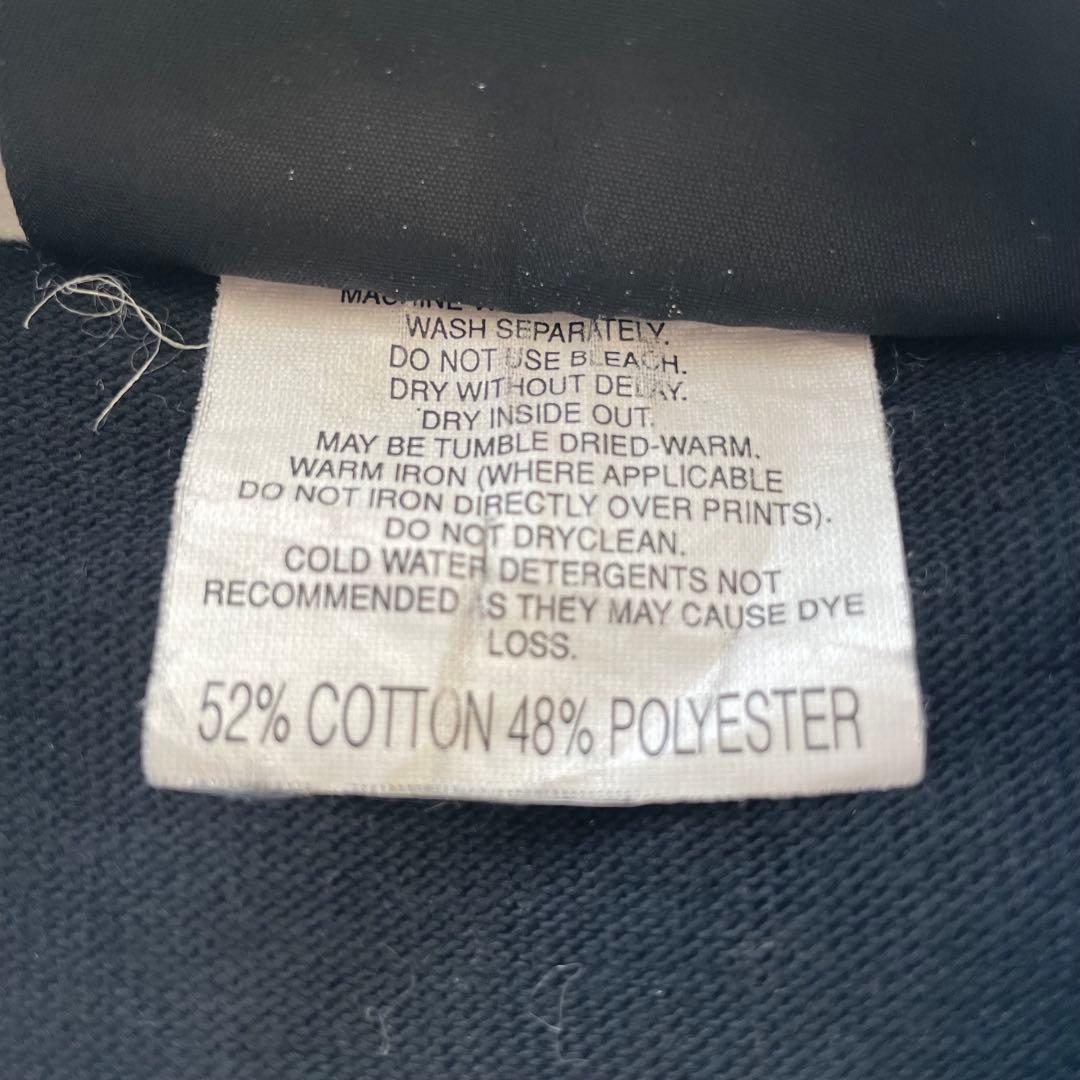 MACHINE
WASH SEPARATELY.
DO NOT USE BLEACH.
DRY WITHOUT DELAY.
DRY INSIDE OUT.
MAY BE TUMBLE DRIED-WARM.
WARM IRON (WHERE APPLICABLE
DO NOT IRON DIRECTLY OVER PRINTS).
DO NOT DRYCLEAN.
COLD WATER DETERGENTS NOT
RECOMMENDED AS THEY MAY CAUSE DYE
LOSS.
52% COTTON 48% POLYESTER